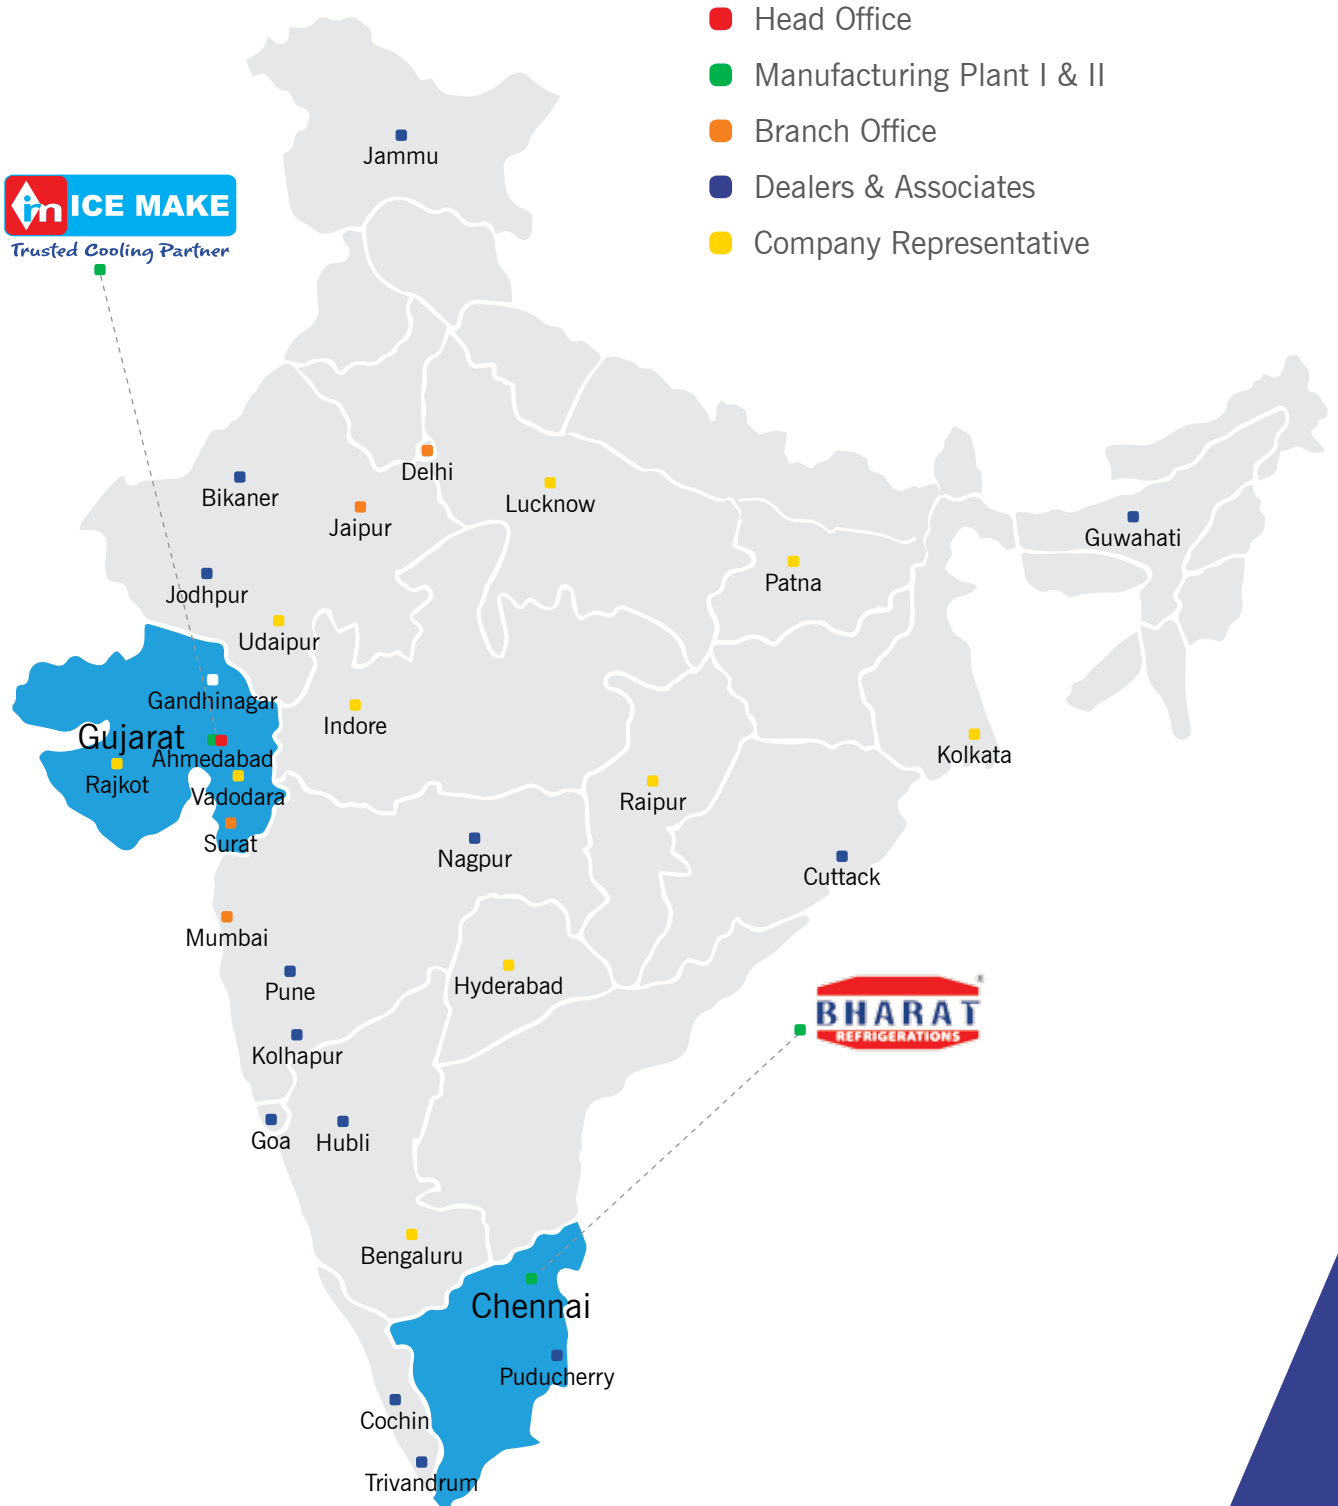 Head Office
Manufacturing Plant I & II
Branch Office
Dealers & Associates
Company Representative
Jammu
im ICE MAKE
Trusted Cooling Partner
Delhi
Bikaner
Lucknow
Jaipur
Guwahati
Patna
Jodhpur
Udaipur
Gandhinagar
Indore
Gujarat
Ahmedabad
Kolkata
Rajkot
Vadodara
Raipur
Surat
Nagpur
Cuttack
Mumbai
Hyderabad
Pune
BHARAT®
REFRIGERATIONS
Kolhapur
Goa
Hubli
Bengaluru
Chennai
Puducherry
Cochin
Trivandrum